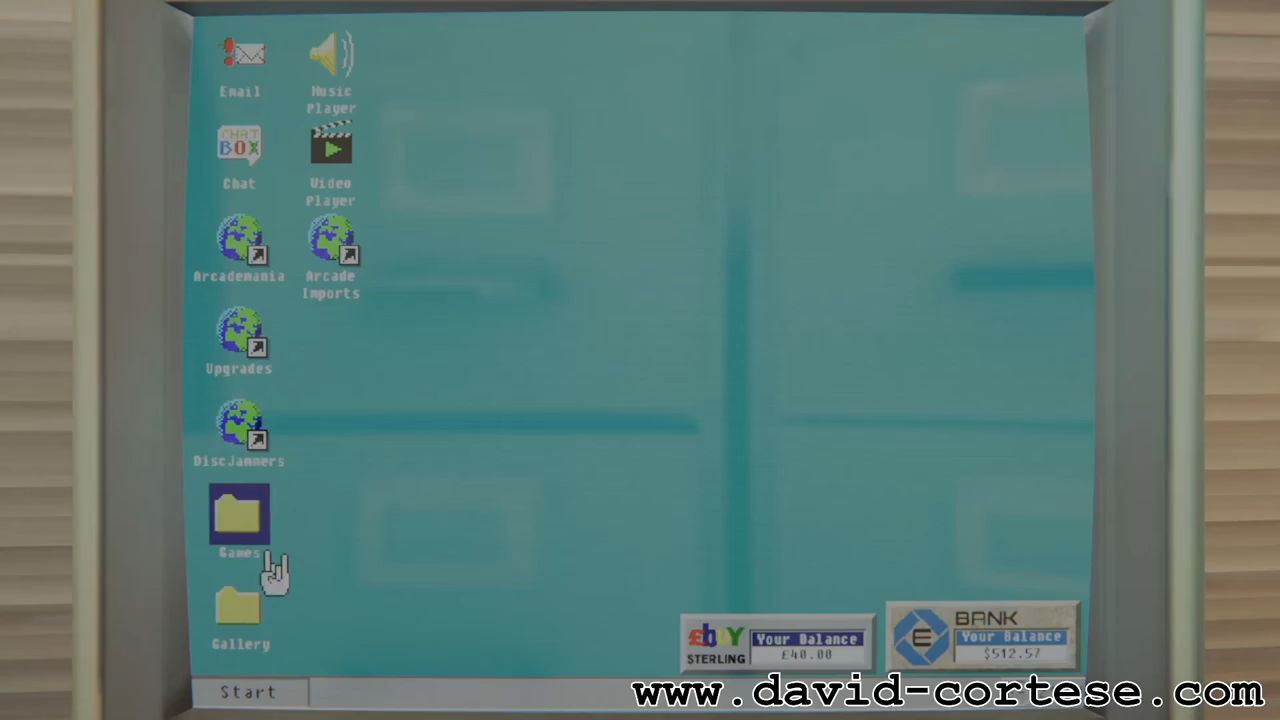 Email
Music
Player
CHAT
BOX
Chat
Video
Player
Arcademania
Arcade
Imports
Upgrades
DiscJammers
Games
Gallery
£buY
STERLING
Your Balance
£40.00
E
BANK
Your Balance
$512.57
Start
www.david-cortese.com